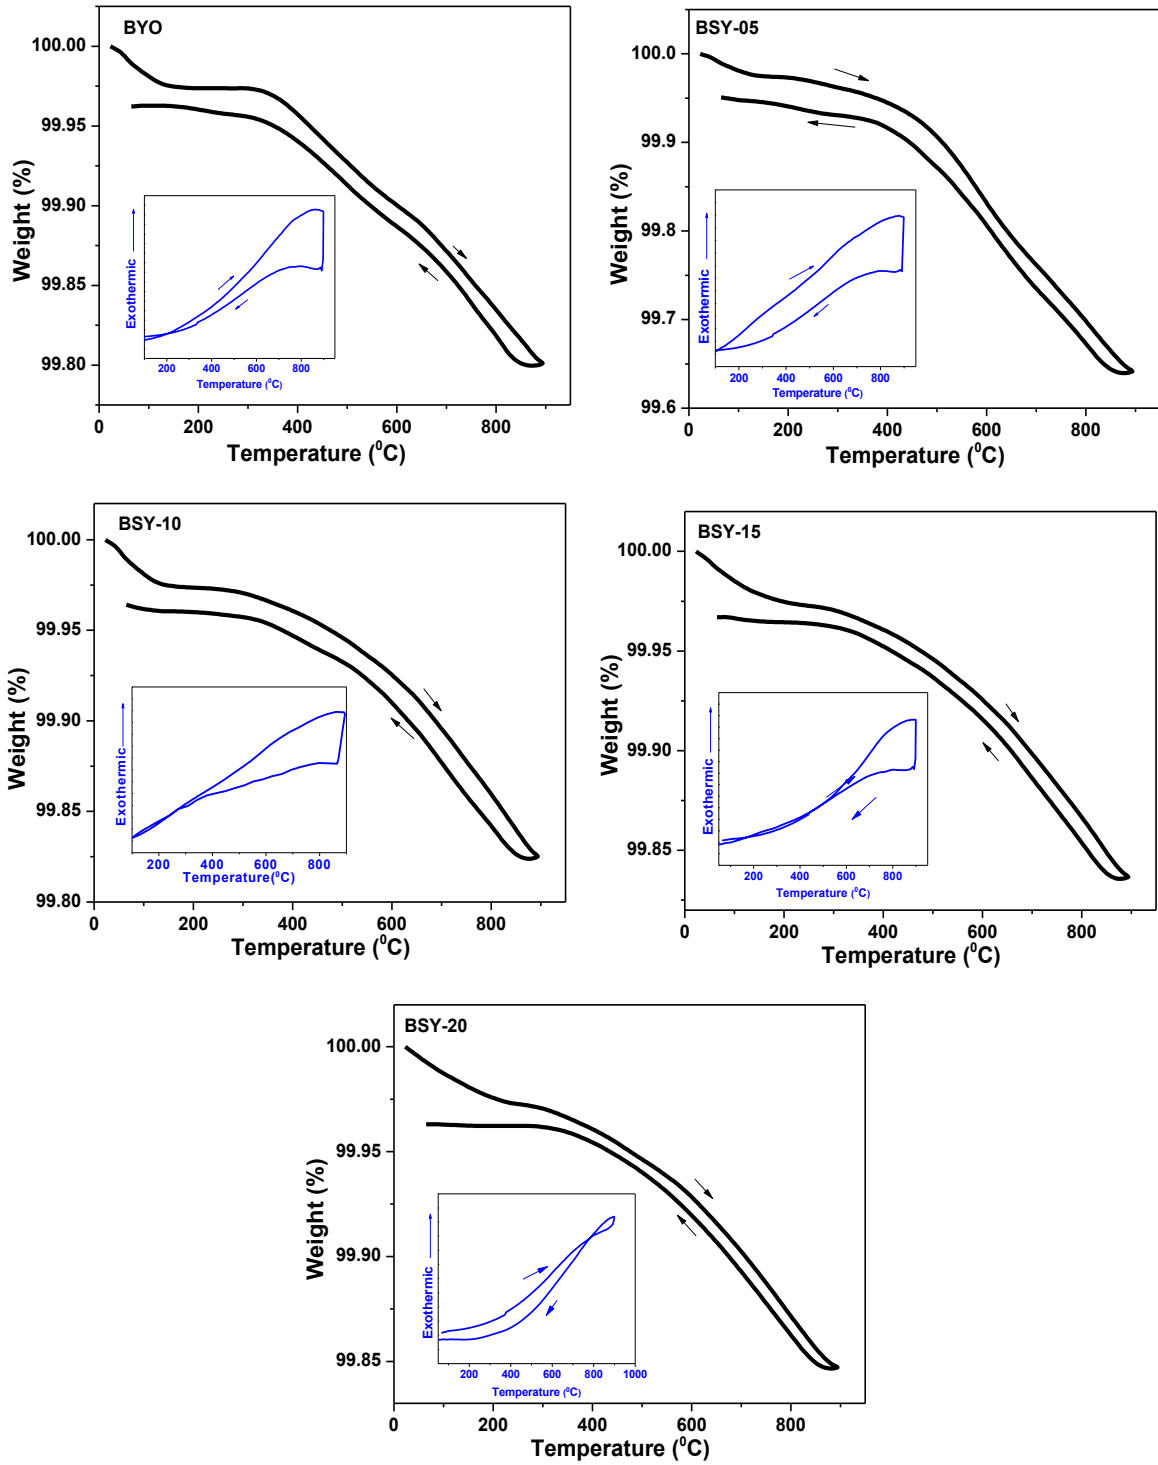 BYO
100.00
99.95
99.90
99.85
99.80
Weight (%)
0 200 400 600 800
Temperature (⁰C)
Exothermic
200 400 600 800
Temperature (⁰C)
BSY-05
100.0
99.9
99.8
99.7
99.6
Weight (%)
0 200 400 600 800
Temperature (⁰C)
Exothermic
200 400 600 800
Temperature (⁰C)
BSY-10
100.00
99.95
99.90
99.85
99.80
Weight (%)
0 200 400 600 800
Temperature (⁰C)
Exothermic
200 400 600 800
Temperature(⁰C)
BSY-15
100.00
99.95
99.90
99.85
Weight (%)
0 200 400 600 800
Temperature (⁰C)
Exothermic
200 400 600 800
Temperature (⁰C)
BSY-20
100.00
99.95
99.90
99.85
Weight (%)
0 200 400 600 800
Temperature (⁰C)
Exothermic
200 400 600 800 1000
Temperature (⁰C)